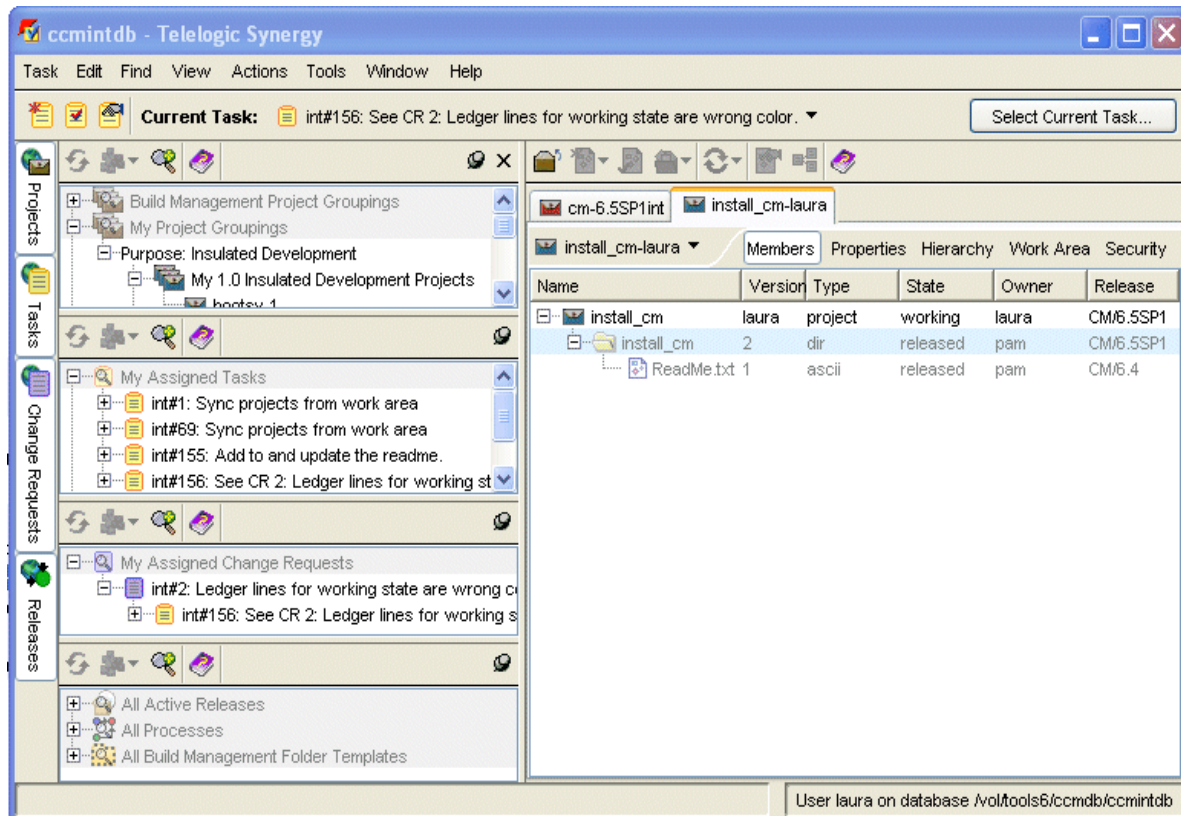 ccmintdb - Telelogic Synergy
Task Edit Find View Actions Tools Window Help
Current Task: int#156: See CR 2: Ledger lines for working state are wrong color. Select Current Task...
Projects
Tasks
Change Requests
Releases
Build Management Project Groupings
My Project Groupings
Purpose: Insulated Development
My 1.0 Insulated Development Projects
bootsy-1
My Assigned Tasks
int#1: Sync projects from work area
int#69: Sync projects from work area
int#155: Add to and update the readme.
int#156: See CR 2: Ledger lines for working st
My Assigned Change Requests
int#2: Ledger lines for working state are wrong c
int#156: See CR 2: Ledger lines for working s
All Active Releases
All Processes
All Build Management Folder Templates
cm-6.5SP1int install_cm-laura
install_cm-laura Members Properties Hierarchy Work Area Security
Name Version Type State Owner Release
install_cm laura project working laura CM/6.5SP1
install_cm 2 dir released pam CM/6.5SP1
ReadMe.txt 1 ascii released pam CM/6.4
User laura on database /vol/tools6/ccmdb/ccmintdb